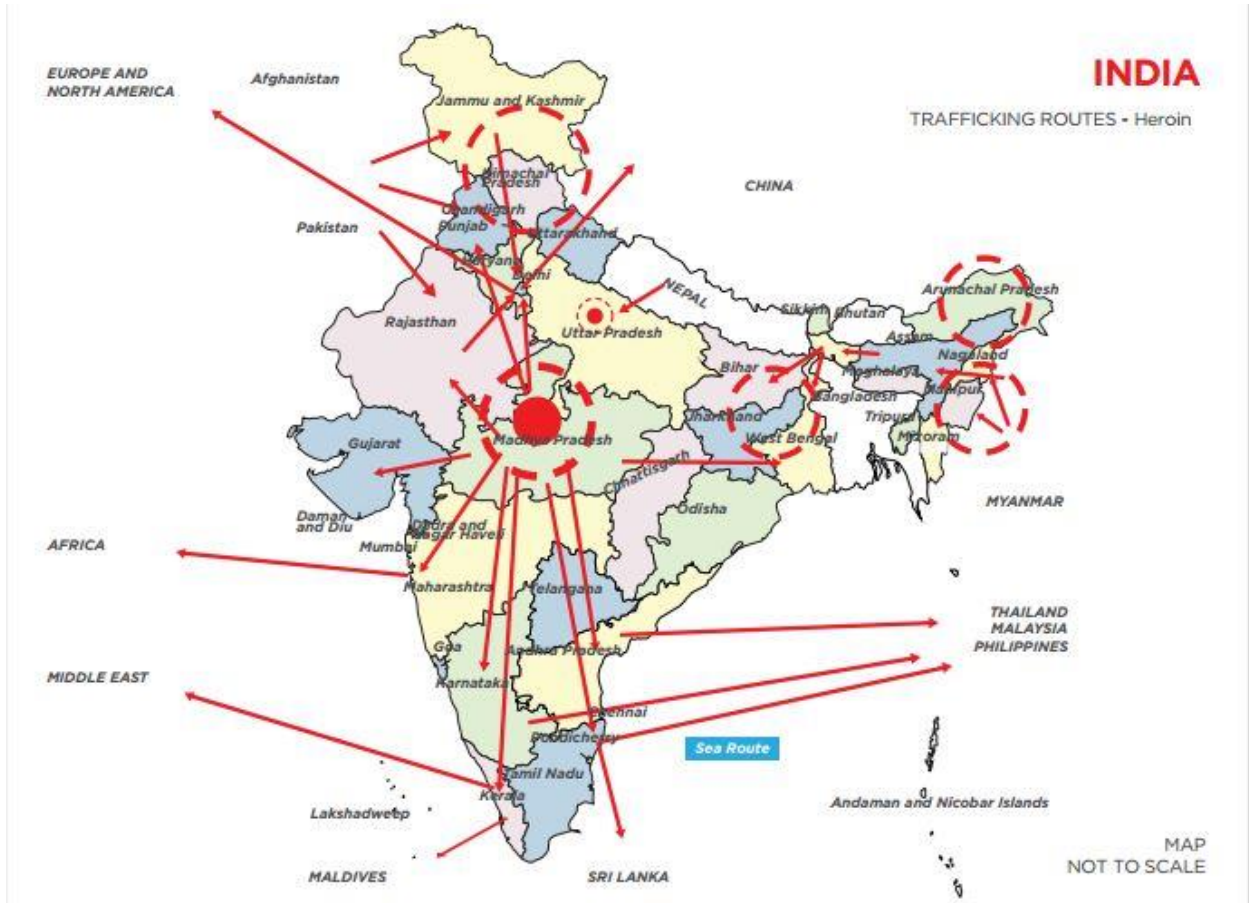 INDIA
TRAFFICKING ROUTES - Heroin
EUROPE AND
NORTH AMERICA
Afghanistan
Jammu and Kashmir
CHINA
Himachal
Pradesh
Chandigarh
Punjab
Uttarakhand
Pakistan
Haryana
Delhi
NEPAL
Arunachal Pradesh
Sikkim
Bhutan
Rajasthan
Uttar Pradesh
Assam
Nagaland
Bihar
Meghalaya
Manipur
Bangladesh
Tripura
Mizoram
Jharkhand
West Bengal
Gujarat
Madhya Pradesh
Chhattisgarh
Odisha
MYANMAR
Daman
and Diu
Dadra and
Nagar Haveli
Mumbai
AFRICA
Maharashtra
Telangana
THAILAND
MALAYSIA
PHILIPPINES
Goa
Andhra Pradesh
Karnataka
MIDDLE EAST
Chennai
Pondicherry
Sea Route
Tamil Nadu
Kerala
Lakshadweep
Andaman and Nicobar Islands
MALDIVES
SRI LANKA
MAP
NOT TO SCALE